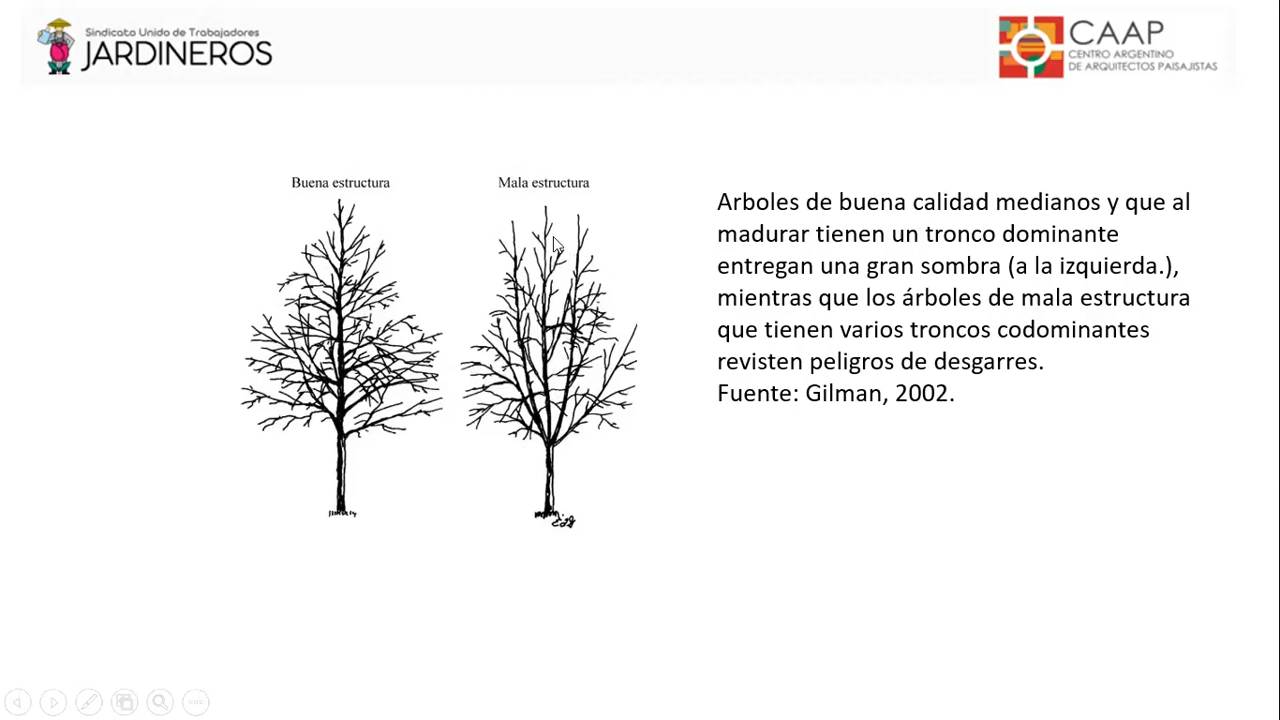 Sindicato Unido de Trabajadores
JARDINEROS
CAAP
CENTRO ARGENTINO
DE ARQUITECTOS PAISAJISTAS
Buena estructura
Mala estructura
Arboles de buena calidad medianos y que al
madurar tienen un tronco dominante
entregan una gran sombra (a la izquierda.),
mientras que los árboles de mala estructura
que tienen varios troncos codominantes
revisten peligros de desgarres.
Fuente: Gilman, 2002.